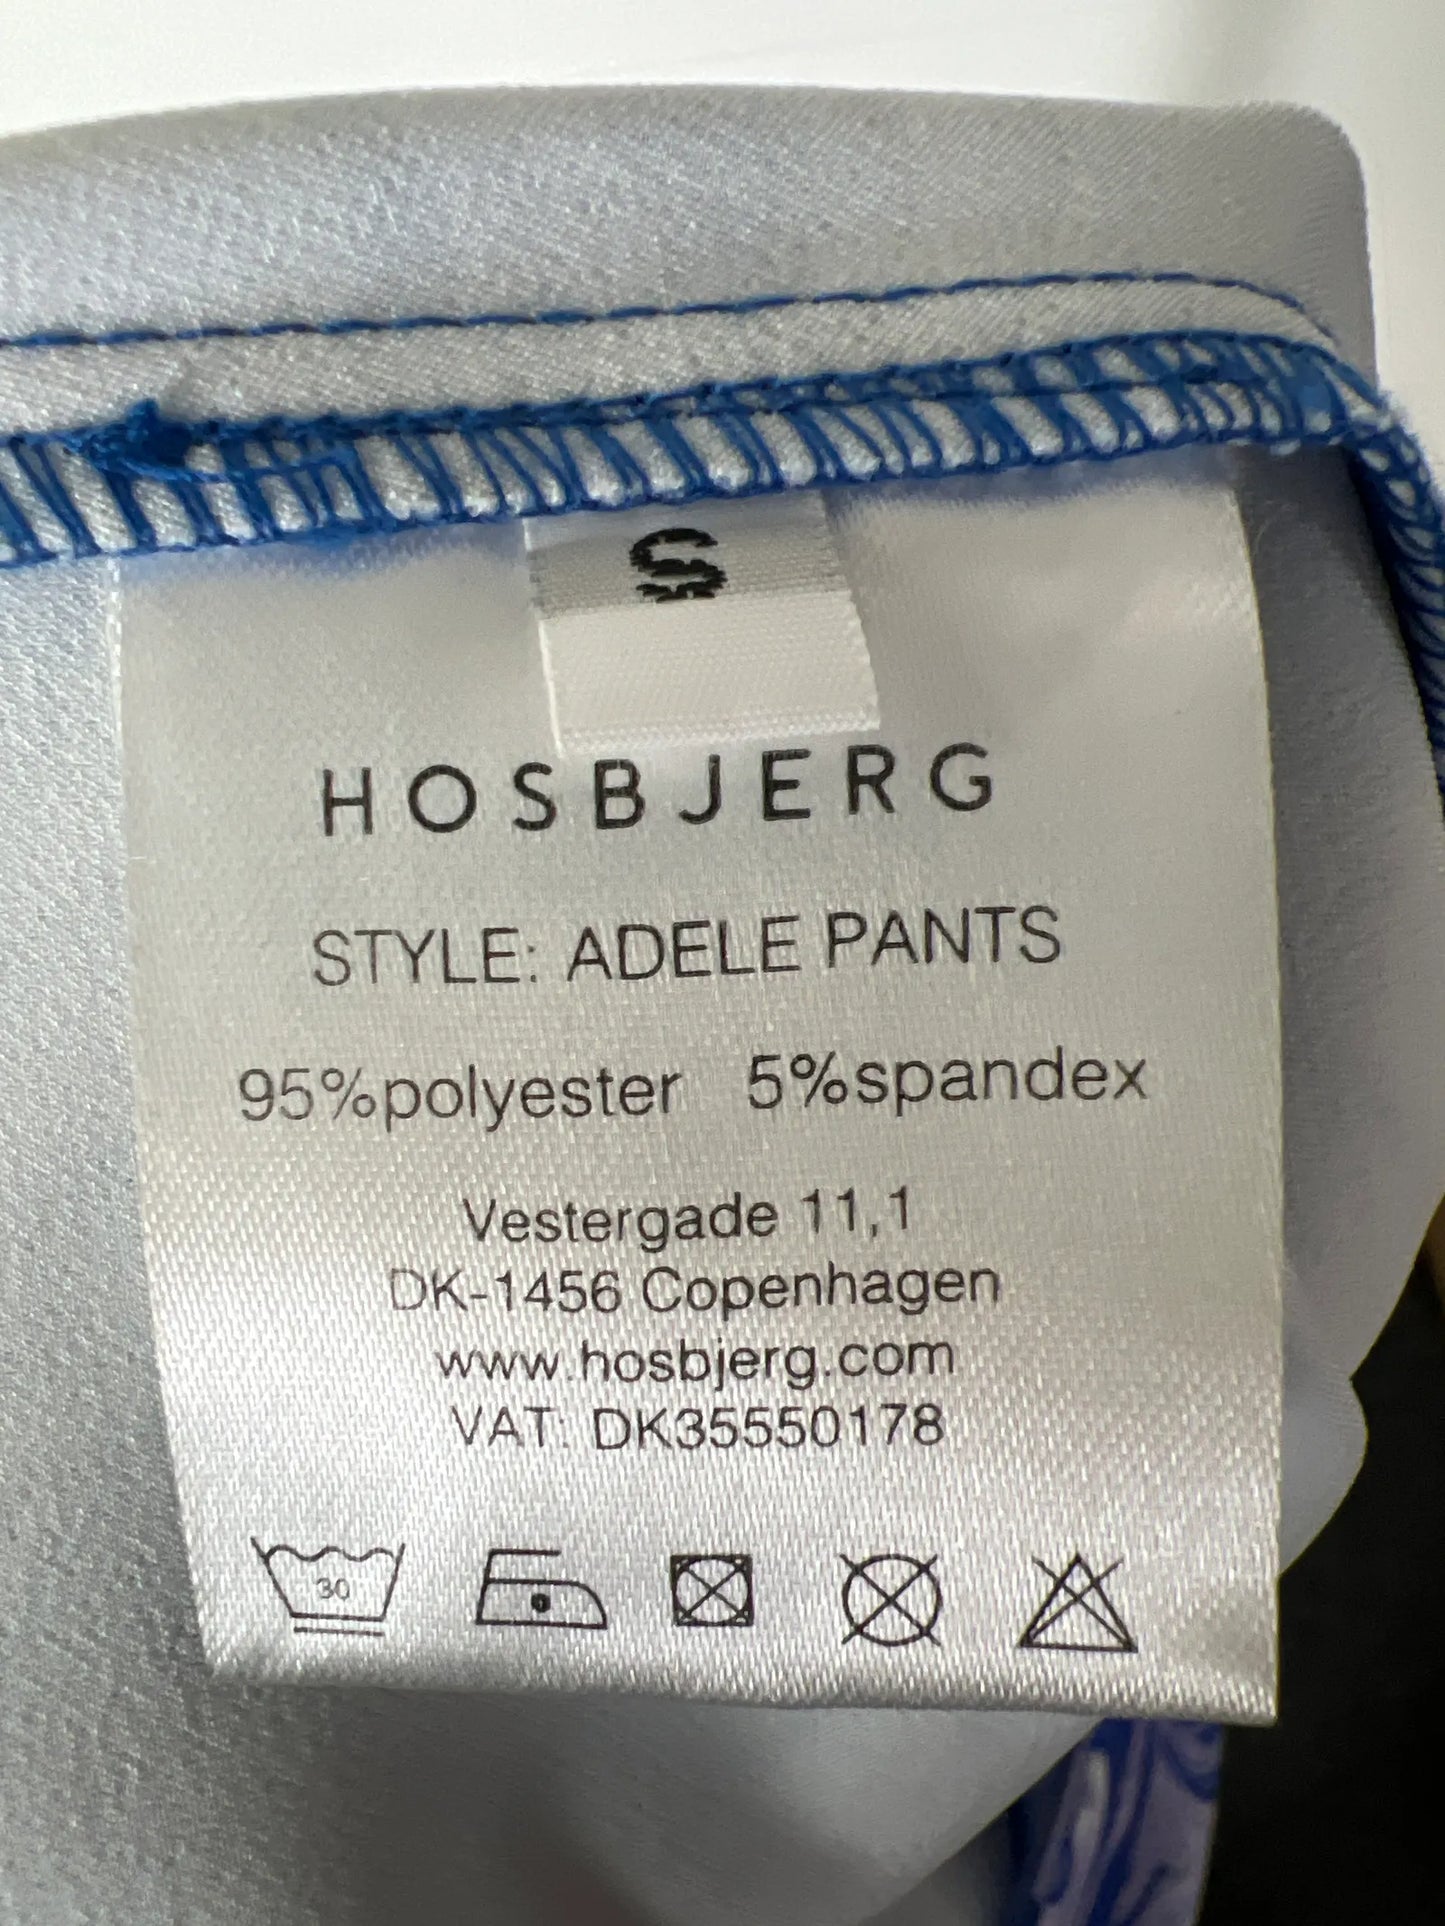 S
HOSBJERG
STYLE: ADELE PANTS
95%polyester 5%spandex
Vestergade 11,1
DK-1456 Copenhagen
www.hosbjerg.com
VAT: DK35550178
30